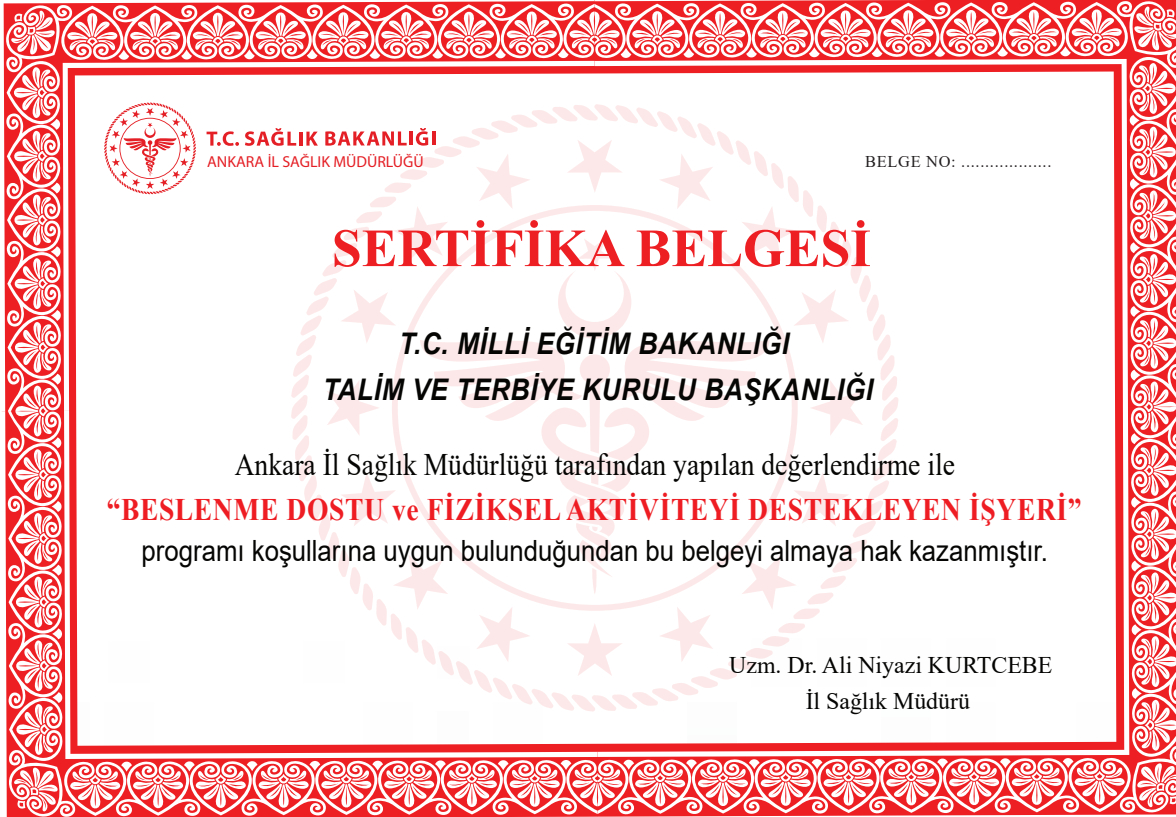 T.C. SAĞLIK BAKANLIĞI
ANKARA İL SAĞLIK MÜDÜRLÜĞÜ
BELGE NO: ...................
SERTİFİKA BELGESİ
T.C. MİLLİ EĞİTİM BAKANLIĞI
TALİM VE TERBİYE KURULU BAŞKANLIĞI
Ankara İl Sağlık Müdürlüğü tarafından yapılan değerlendirme ile
“BESLENME DOSTU ve FİZİKSEL AKTİVİTEYİ DESTEKLEYEN İŞYERİ”
programı koşullarına uygun bulunduğundan bu belgeyi almaya hak kazanmıştır.
Uzm. Dr. Ali Niyazi KURTCEBE
İl Sağlık Müdürü